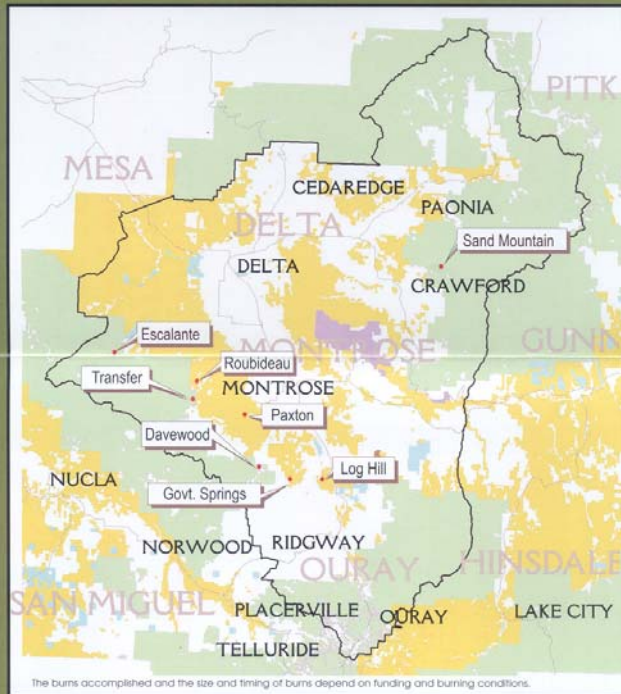 PITK
MESA
CEDAREDGE
PAONIA
DELTA
Sand Mountain
DELTA
CRAWFORD
Escalante
MONTROSE
GUNN
Roubideau
Transfer
MONTROSE
Paxton
Davewood
NUCLA
Log Hill
Govt. Springs
NORWOOD
RIDGWAY
OURAY
HINSDALE
SAN MIGUEL
PLACERVILLE
OURAY
LAKE CITY
TELLURIDE
The burns accomplished and the size and timing of burns depend on funding and burning conditions.